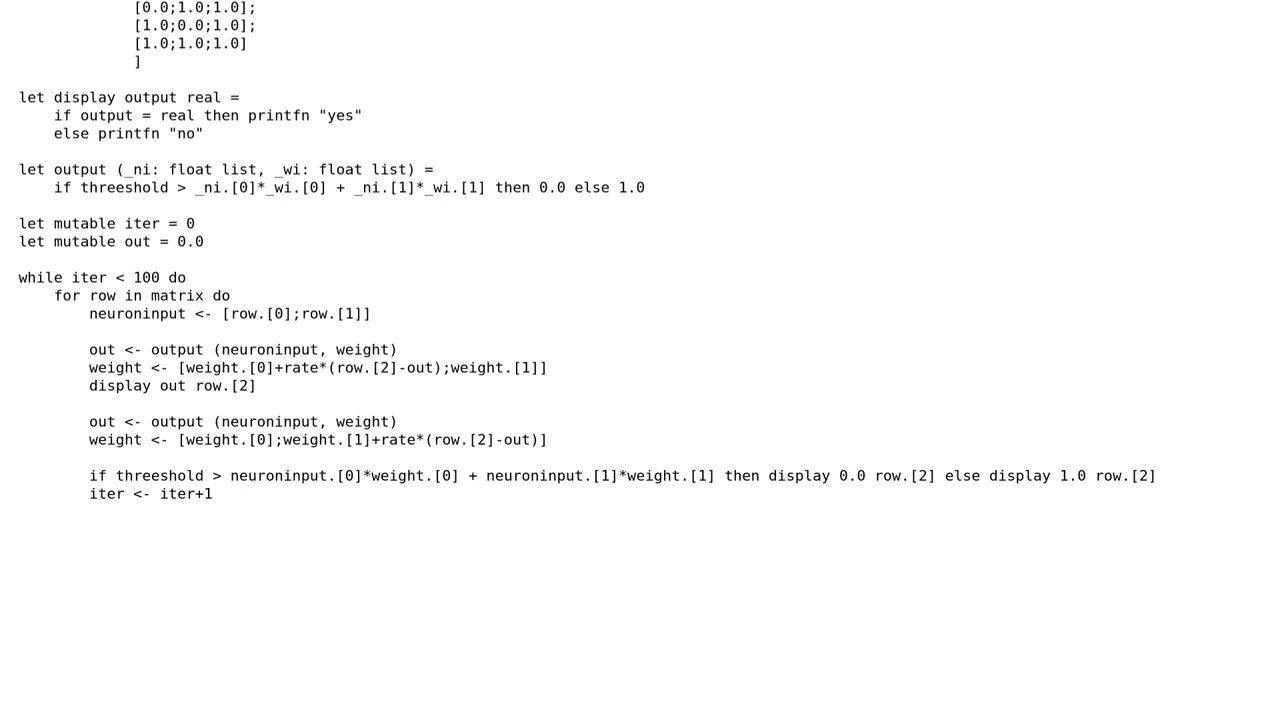 [0.0;1.0;1.0];
[1.0;0.0;1.0];
[1.0;1.0;1.0]
]
let display output real =
if output = real then printfn "yes"
else printfn "no"
let output (_ni: float list, _wi: float list) =
if threeshold > _ni.[0]*_wi.[0] + _ni.[1]*_wi.[1] then 0.0 else 1.0
let mutable iter = 0
let mutable out = 0.0
while iter < 100 do
for row in matrix do
neuroninput <- [row.[0];row.[1]]
out <- output (neuroninput, weight)
weight <- [weight.[0]+rate*(row.[2]-out);weight.[1]]
display out row.[2]
out <- output (neuroninput, weight)
weight <- [weight.[0];weight.[1]+rate*(row.[2]-out)]
if threeshold > neuroninput.[0]*weight.[0] + neuroninput.[1]*weight.[1] then display 0.0 row.[2] else display 1.0 row.[2]
iter <- iter+1